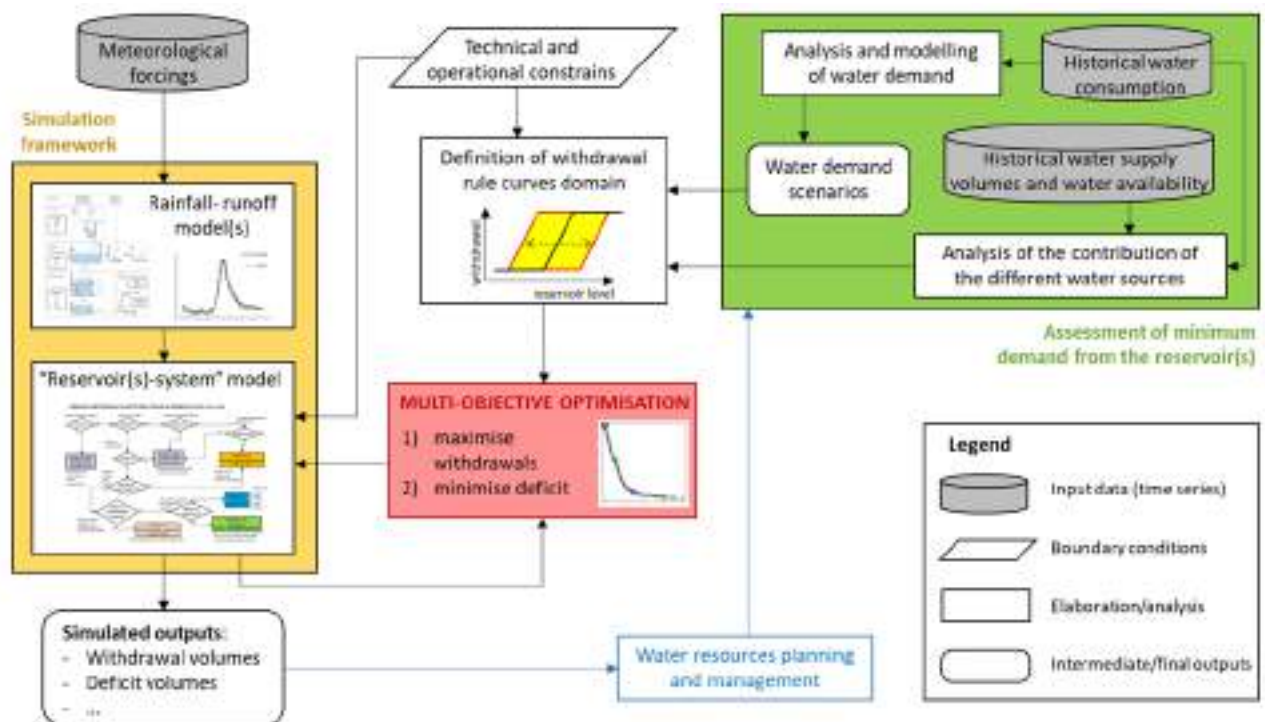 Meteorological
forcings
Technical and
operational constrains
Analysis and modelling
of water demand
Historical water
consumption
Simulation
framework
Definition of withdrawal
rule curves domain
withdrawal
reservoir level
Water demand
scenarios
Historical water supply
volumes and water availability
Analysis of the contribution of
the different water sources
Assessment of minimum
demand from the reservoir(s)
Rainfall- runoff
model(s)
"Reservoir(s)-system" model
MULTI-OBJECTIVE OPTIMISATION
1) maximise
withdrawals
2) minimise deficit
Simulated outputs:
- Withdrawal volumes
- Deficit volumes
- ...
Water resources planning
and management
Legend
Input data (time series)
Boundary conditions
Elaboration/analysis
Intermediate/final outputs